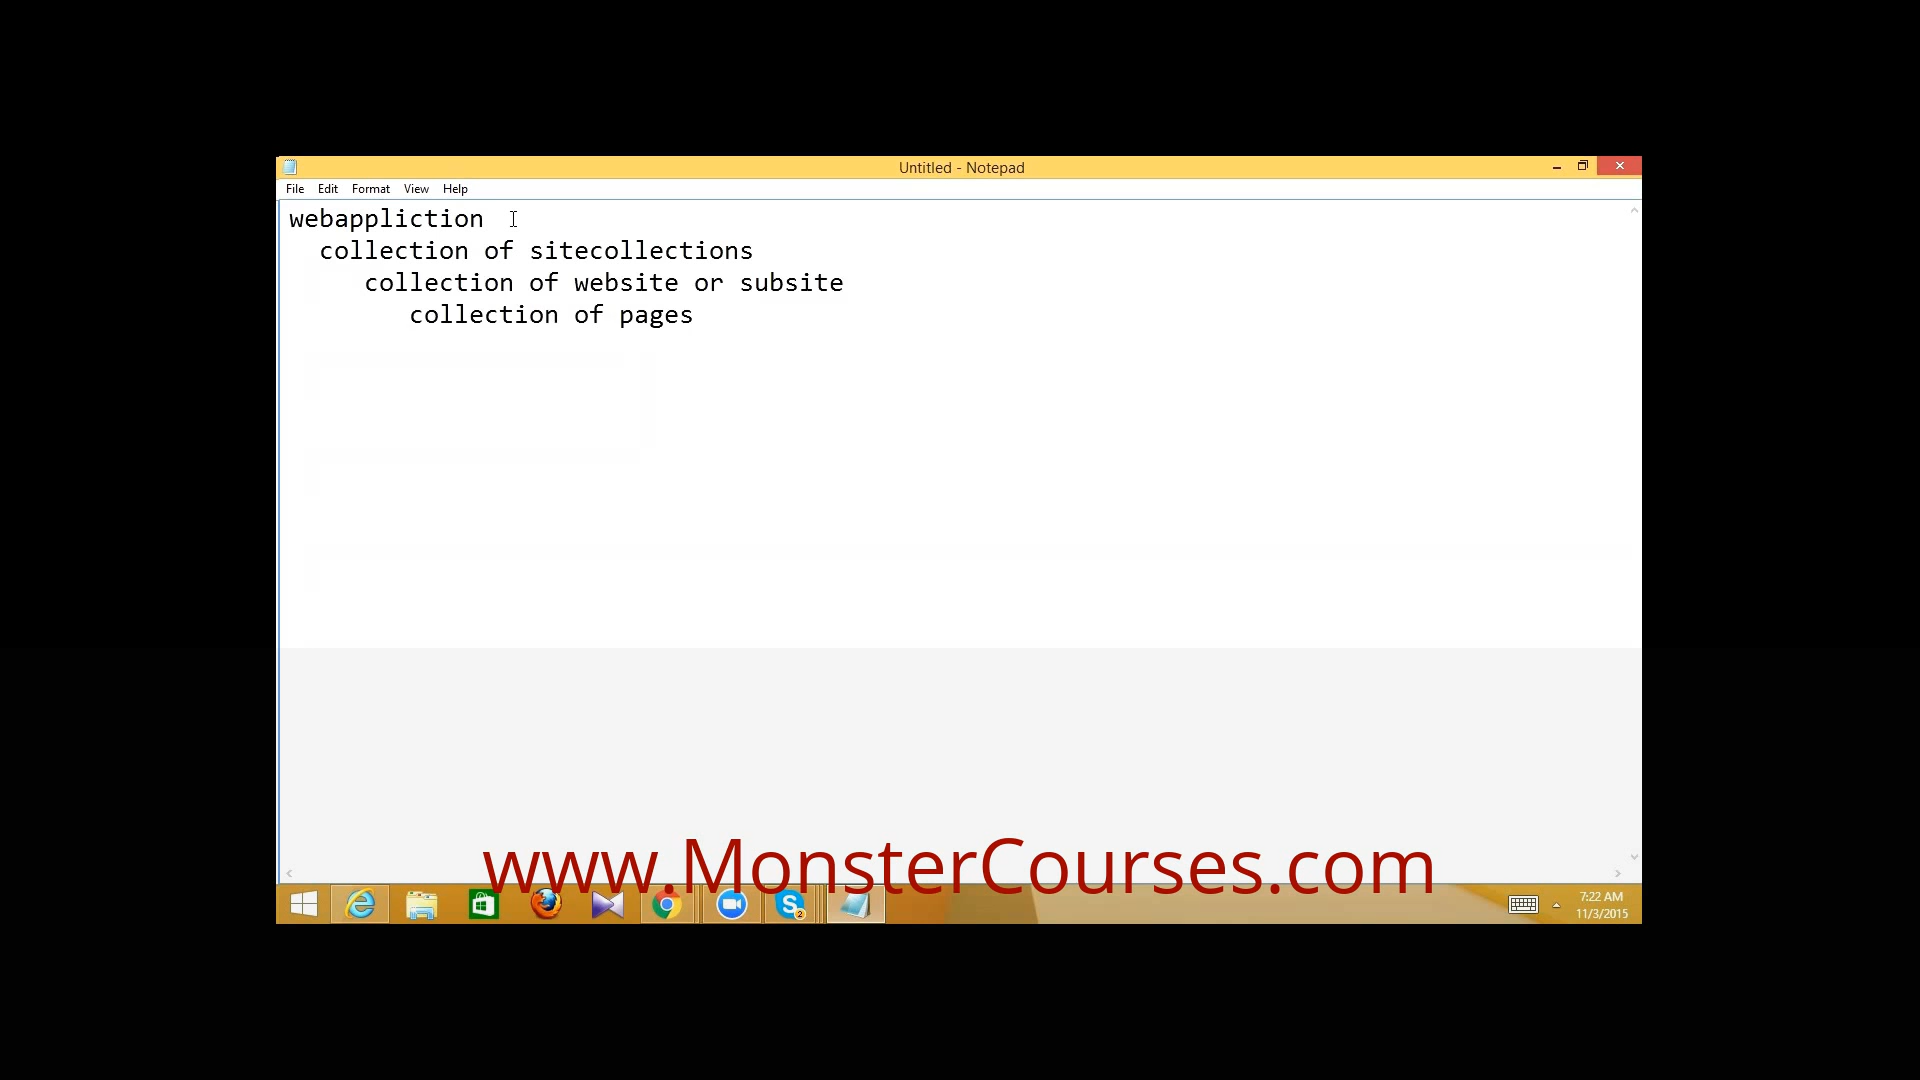 Untitled - Notepad
File Edit Format View Help
webappliction
collection of sitecollections
collection of website or subsite
collection of pages
www.MonsterCourses.com
2
7:22 AM
11/3/2015